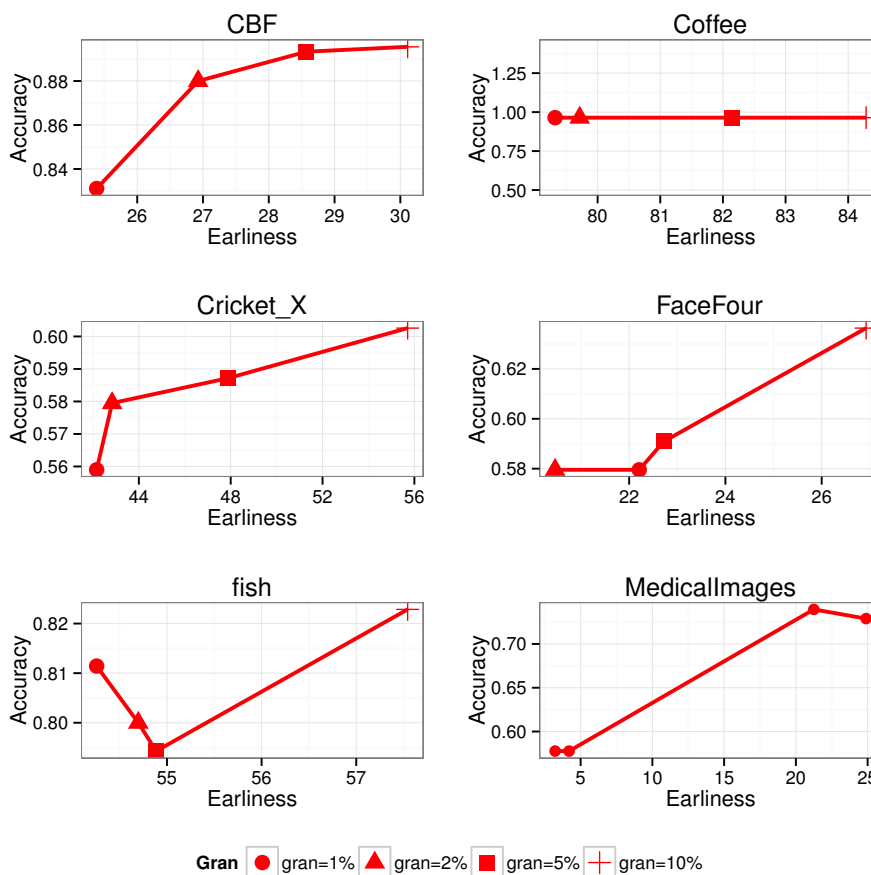 CBF
Accuracy
0.88
0.86
0.84
26 27 28 29 30
Earliness
Coffee
Accuracy
1.25
1.00
0.75
0.50
80 81 82 83 84
Earliness
Cricket_X
Accuracy
0.60
0.59
0.58
0.57
0.56
44 48 52 56
Earliness
FaceFour
Accuracy
0.62
0.60
0.58
22 24 26
Earliness
fish
Accuracy
0.82
0.81
0.80
55 56 57
Earliness
MedicalImages
Accuracy
0.70
0.65
0.60
5 10 15 20 25
Earliness
Gran gran=1% gran=2% gran=5% gran=10%